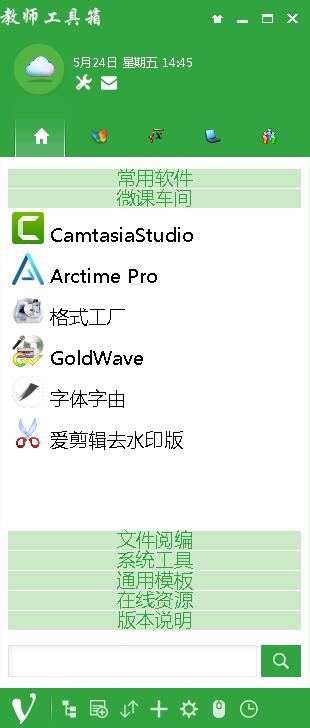 教师工具箱
5月24日 星期五 14:45
常用软件
微课车间
CamtasiaStudio
Arctime Pro
格式工厂
GoldWave
字体字由
爱剪辑去水印版
文件阅编
系统工具
通用模板
在线资源
版本说明